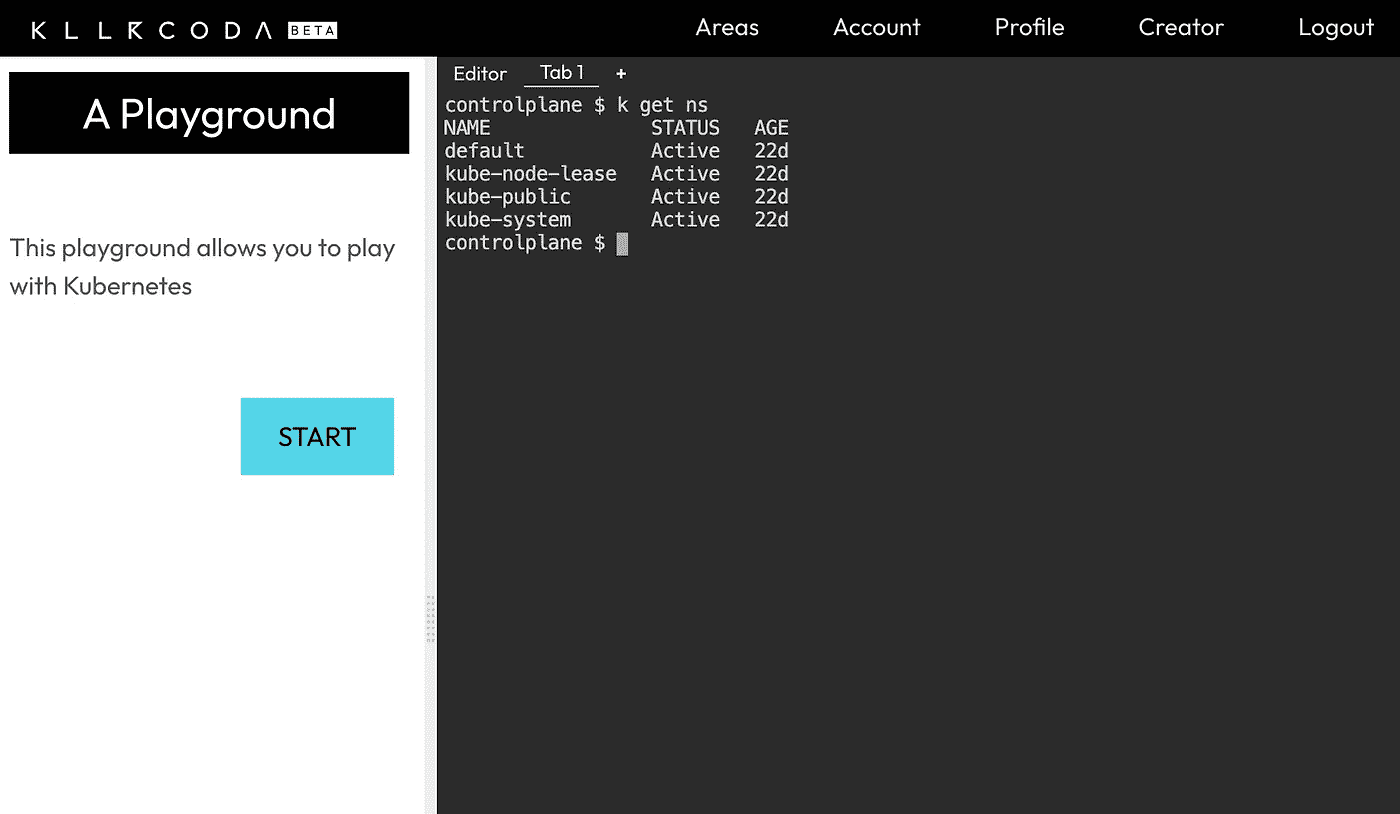 KLLRCODA BETA
Areas Account Profile Creator Logout
A Playground
This playground allows you to play
with Kubernetes
START
Editor Tab 1 +
controlplane $ k get ns
NAME STATUS AGE
default Active 22d
kube-node-lease Active 22d
kube-public Active 22d
kube-system Active 22d
controlplane $